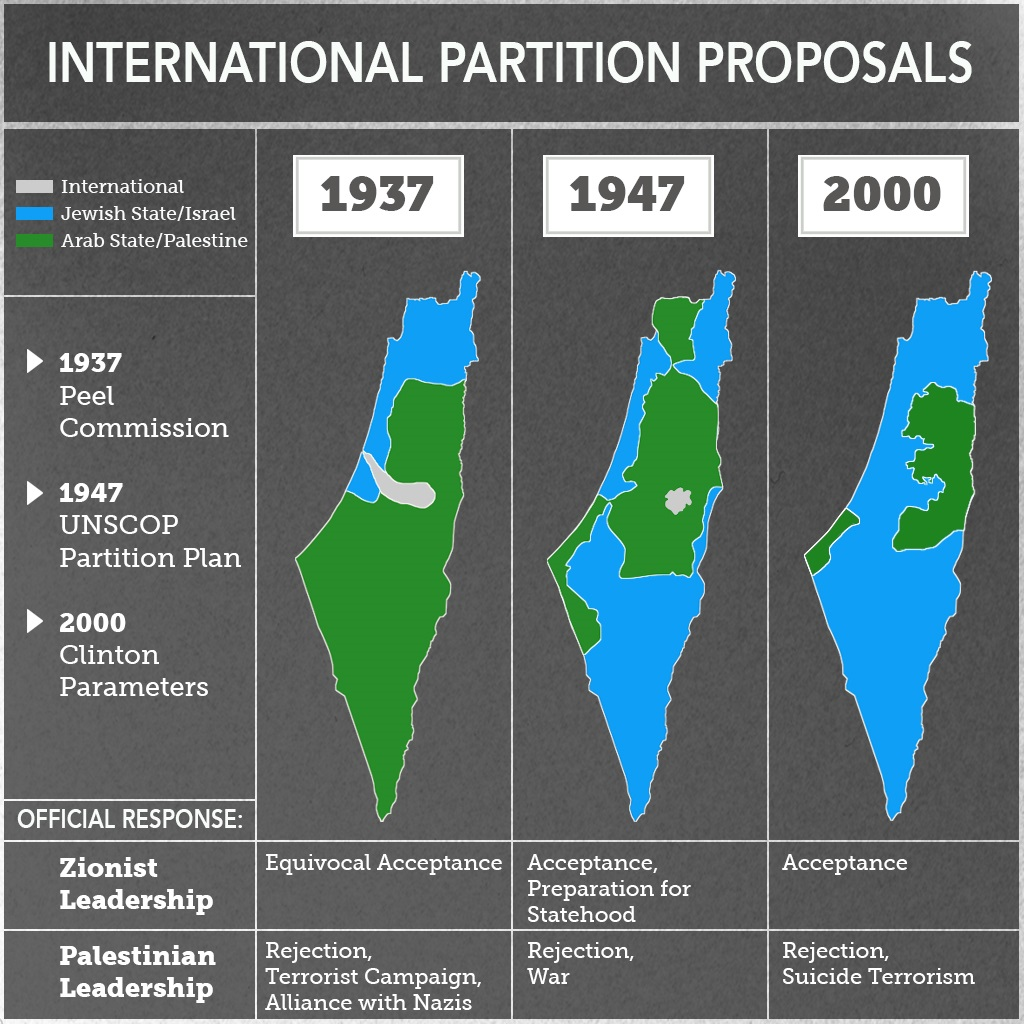 INTERNATIONAL PARTITION PROPOSALS
International
Jewish State/Israel
Arab State/Palestine
1937
Peel
Commission
1947
UNSCOP
Partition Plan
2000
Clinton
Parameters
1937
1947
2000
OFFICIAL RESPONSE:
Zionist
Leadership
Equivocal Acceptance
Acceptance,
Preparation for
Statehood
Acceptance
Palestinian
Leadership
Rejection,
Terrorist Campaign,
Alliance with Nazis
Rejection,
War
Rejection,
Suicide Terrorism